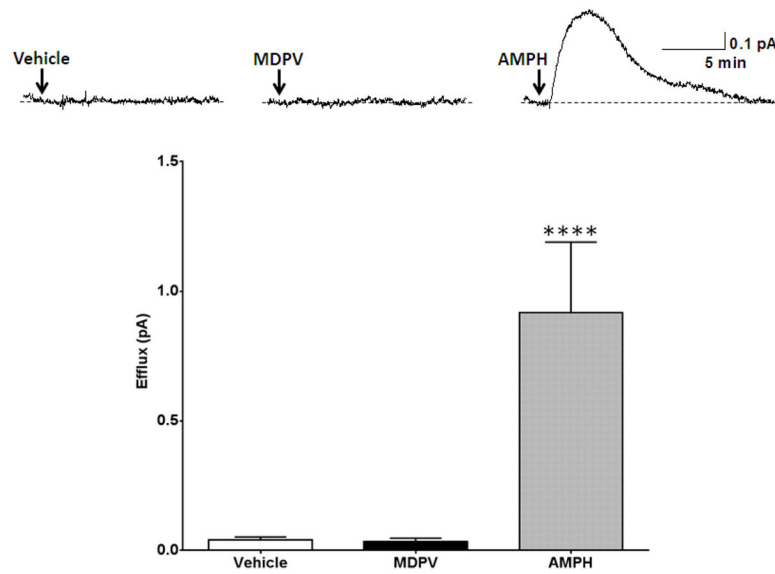 Vehicle
MDPV
AMPH
0.1 pA
5 min
1.5
1.0
0.5
0.0
Efflux (pA)
****
Vehicle
MDPV
AMPH